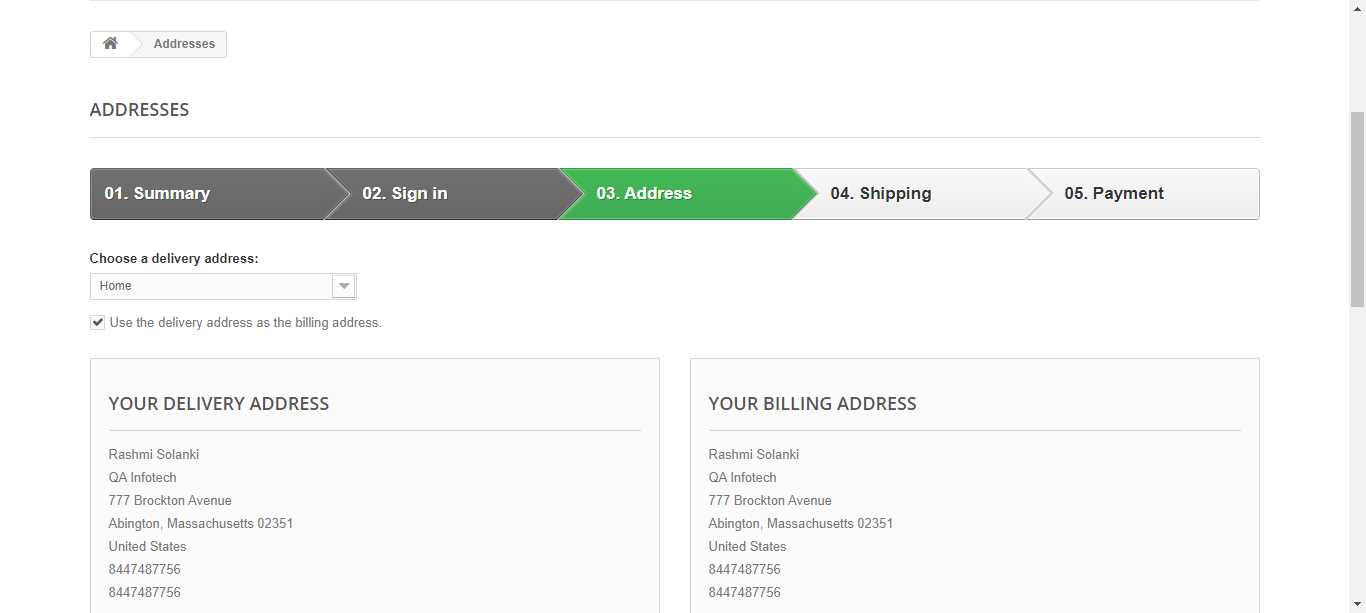 Addresses
ADDRESSES
01. Summary
02. Sign in
03. Address
04. Shipping
05. Payment
Choose a delivery address:
Home
Use the delivery address as the billing address.
YOUR DELIVERY ADDRESS
Rashmi Solanki
QA Infotech
777 Brockton Avenue
Abington, Massachusetts 02351
United States
8447487756
8447487756
YOUR BILLING ADDRESS
Rashmi Solanki
QA Infotech
777 Brockton Avenue
Abington, Massachusetts 02351
United States
8447487756
8447487756